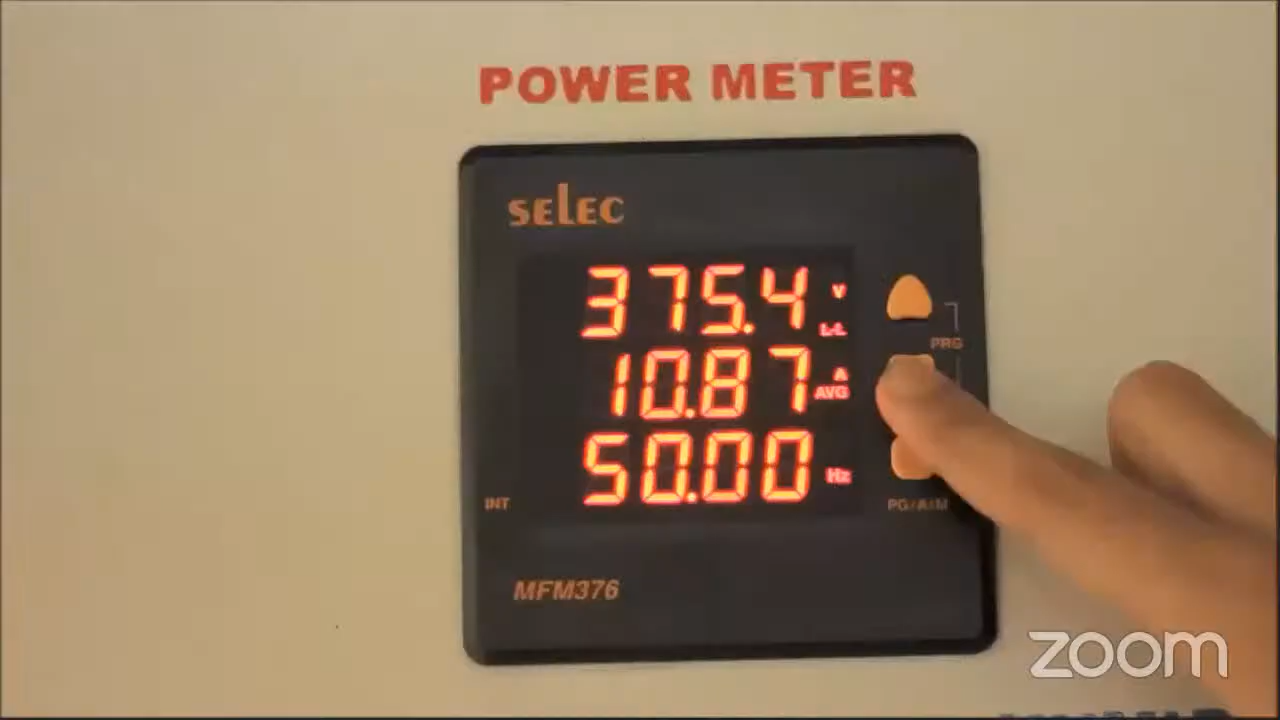 POWER METER
SELEC
375.4 V
L-L
10.87 A
AVG
50.00 Hz
PRG
INT
PG/A/M
MFM376
zoom